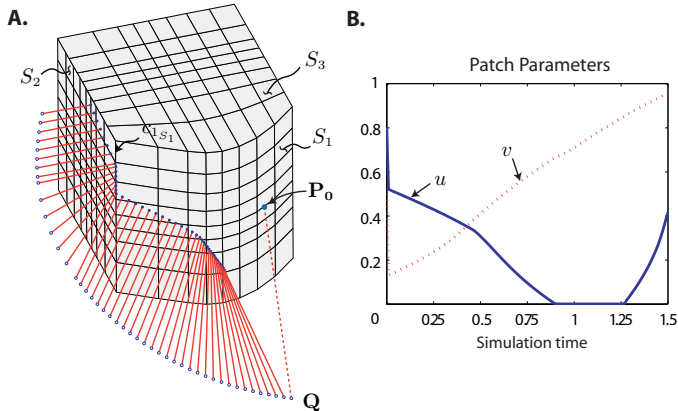 A.
S₂
S₃
c₁ₛ₁
S₁
P₀
Q
B.
Patch Parameters
1
0.8
0.6
0.4
0.2
0
u
v
0.25
0.5
0.75
1
1.25
1.5
Simulation time